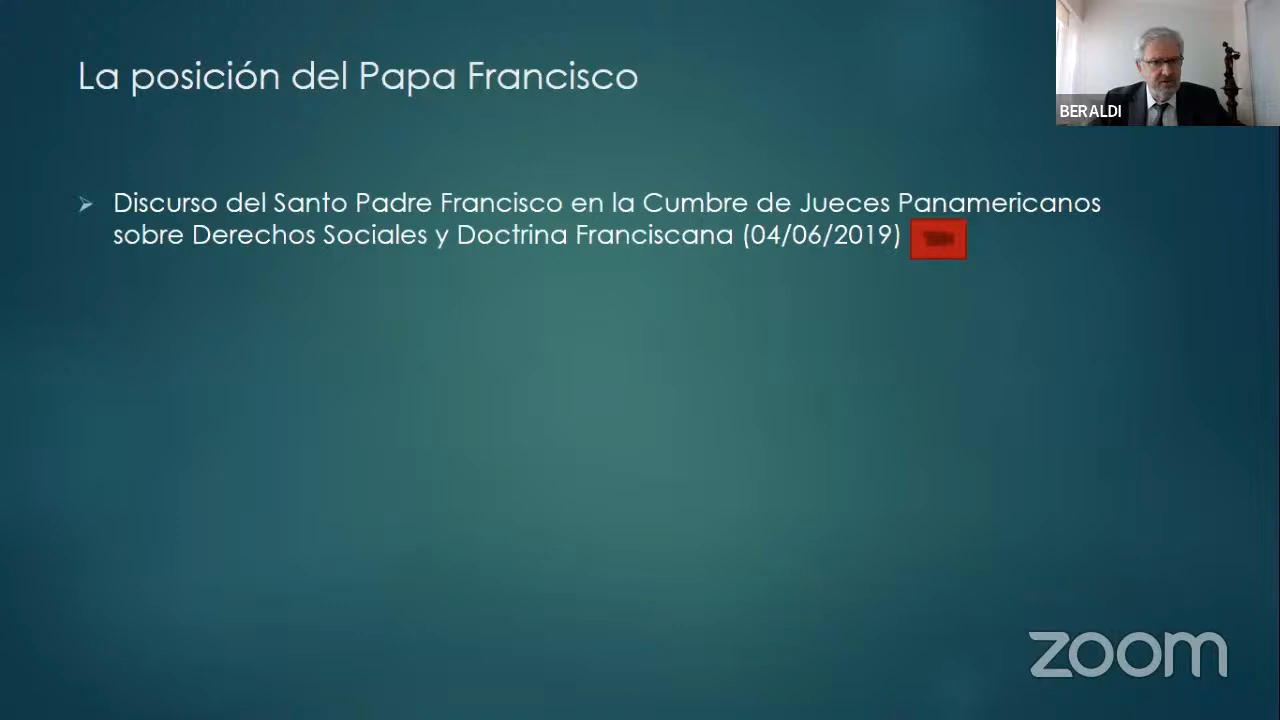 La posición del Papa Francisco
BERALDI
Discurso del Santo Padre Francisco en la Cumbre de Jueces Panamericanos
sobre Derechos Sociales y Doctrina Franciscana (04/06/2019)
zoom